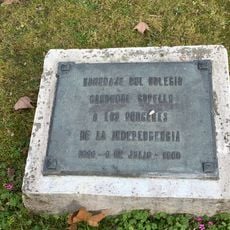 HOMENAJE DEL COLEGIO
CARDENAL COPELLO
A LOS PROCERES
DE LA INDEPENDENCIA
9 DE JULIO